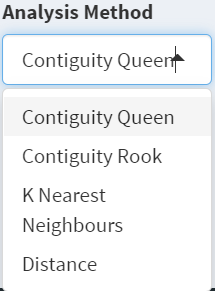 Analysis Method
Contiguity Queen
Contiguity Queen
Contiguity Rook
K Nearest
Neighbours
Distance